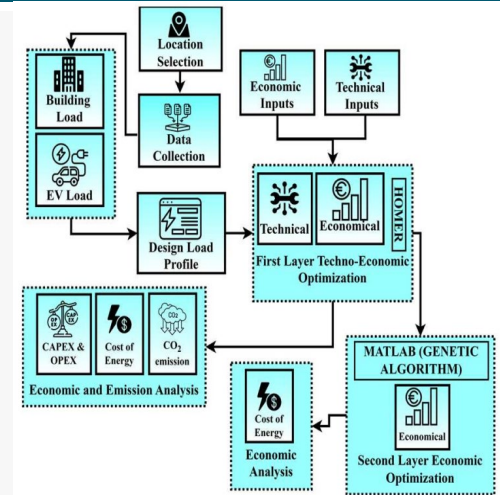 Location
Selection
Data
Collection
Building
Load
EV Load
Economic
Inputs
Technical
Inputs
Design Load
Profile
Technical
Economical
HOMER
First Layer Techno-Economic
Optimization
CAPEX &
OPEX
Cost of
Energy
CO₂
emission
Economic and Emission Analysis
MATLAB (GENETIC
ALGORITHM)
Economical
Second Layer Economic
Optimization
Cost of
Energy
Economic
Analysis